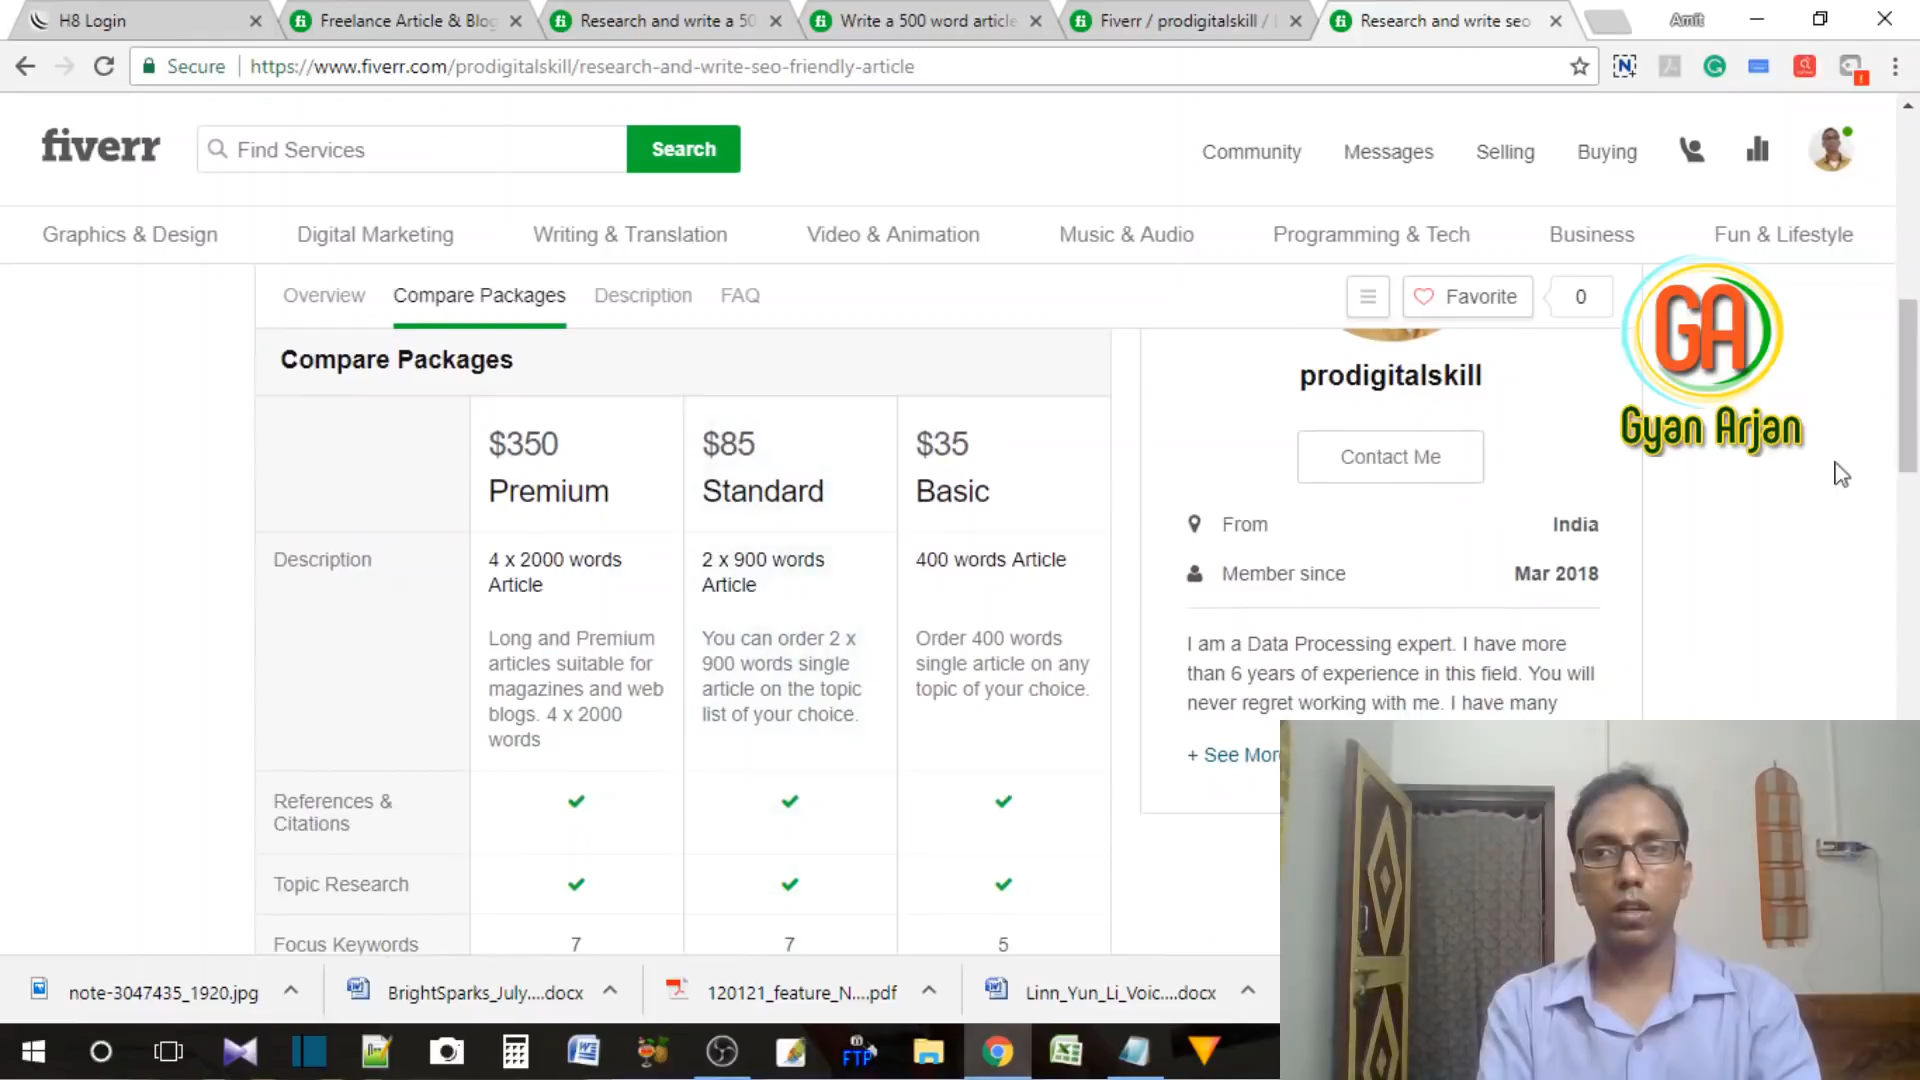 H8 Login
Freelance Article & Blog
Research and write a 50
Write a 500 word article
Fiverr / prodigitalskill /
Research and write seo
Amit
Secure
https://www.fiverr.com/prodigitalskill/research-and-write-seo-friendly-article
fiverr
Find Services
Search
Community
Messages
Selling
Buying
Graphics & Design
Digital Marketing
Writing & Translation
Video & Animation
Music & Audio
Programming & Tech
Business
Fun & Lifestyle
Overview
Compare Packages
Description
FAQ
Favorite
0
GA
Gyan Arjan
Compare Packages
$350
Premium
$85
Standard
$35
Basic
Description
4 x 2000 words
Article
Long and Premium
articles suitable for
magazines and web
blogs. 4 x 2000
words
2 x 900 words
Article
You can order 2 x
900 words single
article on the topic
list of your choice.
400 words Article
Order 400 words
single article on any
topic of your choice.
References &
Citations
Topic Research
Focus Keywords
7
7
5
prodigitalskill
Contact Me
From
India
Member since
Mar 2018
I am a Data Processing expert. I have more
than 6 years of experience in this field. You will
never regret working with me. I have many
+ See More
note-3047435_1920.jpg
BrightSparks_July....docx
120121_feature_N....pdf
Linn_Yun_Li_Voic....docx
FTP